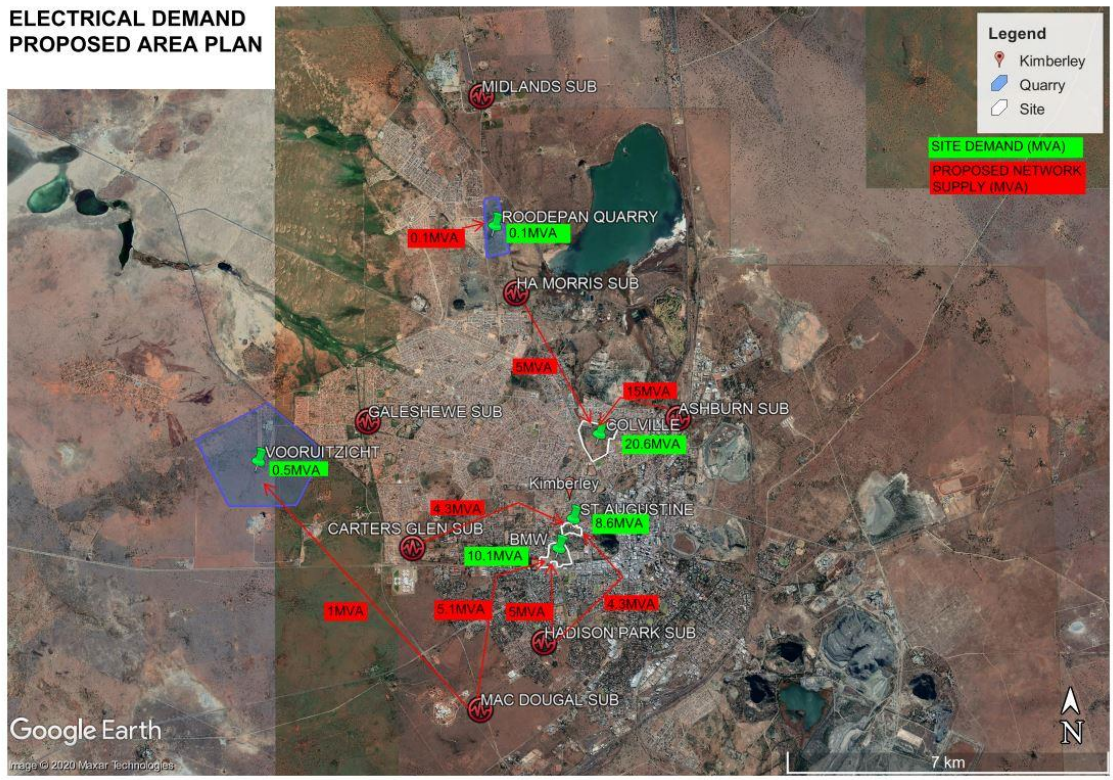 ELECTRICAL DEMAND
PROPOSED AREA PLAN
Legend
Kimberley
Quarry
Site
SITE DEMAND (MVA)
PROPOSED NETWORK
SUPPLY (MVA)
MIDLANDS SUB
ROODEPAN QUARRY
0.1MVA
0.1MVA
HA MORRIS SUB
5MVA
15MVA
GALESHEWE SUB
ASHBURN SUB
COLVILLE
20.6MVA
VOORUITZICHT
0.5MVA
Kimberley
4.3MVA
ST AUGUSTINE
8.6MVA
CARTERS GLEN SUB
BMW
10.1MVA
1MVA
5.1MVA
5MVA
4.3MVA
HADISON PARK SUB
MAC DOUGAL SUB
N
Google Earth
Image © 2020 Maxar Technologies
7 km